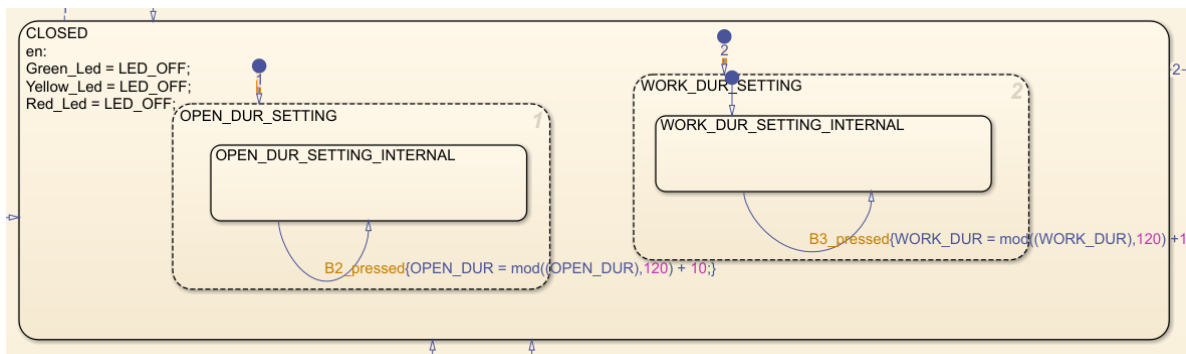 CLOSED
en:
Green_Led = LED_OFF;
Yellow_Led = LED_OFF;
Red_Led = LED_OFF;
1
OPEN_DUR_SETTING
1
OPEN_DUR_SETTING_INTERNAL
B2_pressed{OPEN_DUR = mod((OPEN_DUR),120) + 10;}
2
WORK_DUR_SETTING
2
WORK_DUR_SETTING_INTERNAL
B3_pressed{WORK_DUR = mod((WORK_DUR),120) +1
2